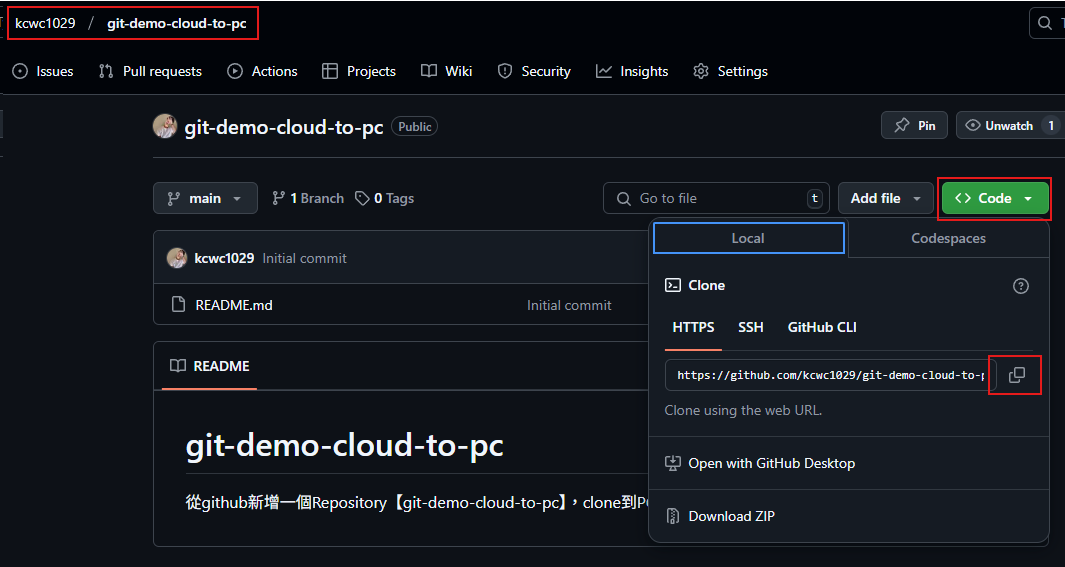 kcwc1029 / git-demo-cloud-to-pc
Issues Pull requests Actions Projects Wiki Security Insights Settings
git-demo-cloud-to-pc Public Pin Unwatch 1
main 1 Branch 0 Tags Go to file t Add file Code
Local Codespaces
kcwc1029 Initial commit
Clone
README.md Initial commit
HTTPS SSH GitHub CLI
README
https://github.com/kcwc1029/git-demo-cloud-to-p
Clone using the web URL.
git-demo-cloud-to-pc
Open with GitHub Desktop
從github新增一個Repository【git-demo-cloud-to-pc】,clone到P
Download ZIP